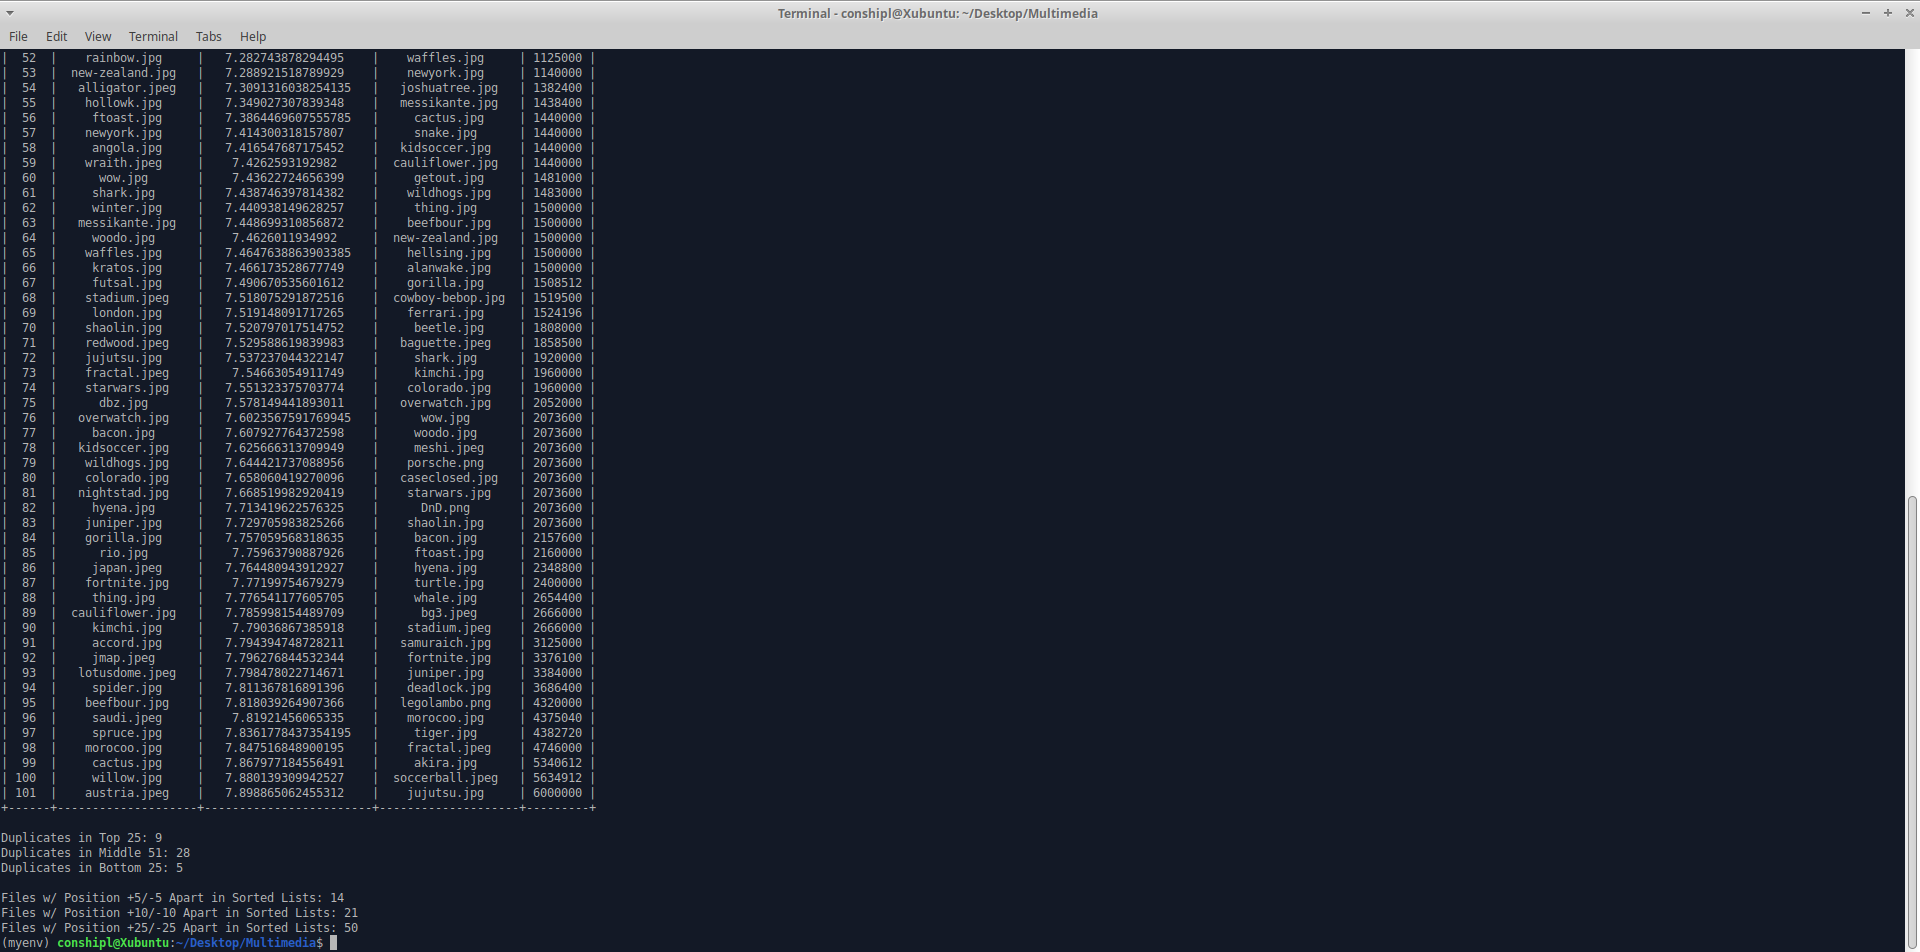 Terminal - conshipl@Xubuntu: ~/Desktop/Multimedia
File Edit View Terminal Tabs Help
| 52 | rainbow.jpg | 7.282743878294495 | waffles.jpg | 1125000 |
| 53 | new-zealand.jpg | 7.288921518789929 | newyork.jpg | 1140000 |
| 54 | alligator.jpeg | 7.3091316038254135 | joshuatree.jpg | 1382400 |
| 55 | hollowk.jpg | 7.349027307839348 | messikante.jpg | 1438400 |
| 56 | ftoast.jpg | 7.3864469607555785 | cactus.jpg | 1440000 |
| 57 | newyork.jpg | 7.414300318157807 | snake.jpg | 1440000 |
| 58 | angola.jpg | 7.416547687175452 | kidsoccer.jpg | 1440000 |
| 59 | wraith.jpeg | 7.4262593192982 | cauliflower.jpg | 1440000 |
| 60 | wow.jpg | 7.43622724656399 | getout.jpg | 1481000 |
| 61 | shark.jpg | 7.438746397814382 | wildhogs.jpg | 1483000 |
| 62 | winter.jpg | 7.440938149628257 | thing.jpg | 1500000 |
| 63 | messikante.jpg | 7.448699310856872 | beefbour.jpg | 1500000 |
| 64 | woodo.jpg | 7.4626011934992 | new-zealand.jpg | 1500000 |
| 65 | waffles.jpg | 7.4647638863903385 | hellsing.jpg | 1500000 |
| 66 | kratos.jpg | 7.466173528677749 | alanwake.jpg | 1500000 |
| 67 | futsal.jpg | 7.490670535601612 | gorilla.jpg | 1508512 |
| 68 | stadium.jpeg | 7.518075291872516 | cowboy-bebop.jpg | 1519500 |
| 69 | london.jpg | 7.519148091717265 | ferrari.jpg | 1524196 |
| 70 | shaolin.jpg | 7.520797017514752 | beetle.jpg | 1808000 |
| 71 | redwood.jpeg | 7.529588619839983 | baguette.jpeg | 1858500 |
| 72 | jujutsu.jpg | 7.537237044322147 | shark.jpg | 1920000 |
| 73 | fractal.jpeg | 7.54663054911749 | kimchi.jpg | 1960000 |
| 74 | starwars.jpg | 7.551323375703774 | colorado.jpg | 1960000 |
| 75 | dbz.jpg | 7.578149441893011 | overwatch.jpg | 2052000 |
| 76 | overwatch.jpg | 7.6023567591769945 | wow.jpg | 2073600 |
| 77 | bacon.jpg | 7.607927764372598 | woodo.jpg | 2073600 |
| 78 | kidsoccer.jpg | 7.625666313709949 | meshi.jpeg | 2073600 |
| 79 | wildhogs.jpg | 7.644421737088956 | porsche.png | 2073600 |
| 80 | colorado.jpg | 7.658060419270096 | caseclosed.jpg | 2073600 |
| 81 | nightstad.jpg | 7.668519982920419 | starwars.jpg | 2073600 |
| 82 | hyena.jpg | 7.713419622576325 | DnD.png | 2073600 |
| 83 | juniper.jpg | 7.729705983825266 | shaolin.jpg | 2073600 |
| 84 | gorilla.jpg | 7.757059568318635 | bacon.jpg | 2157600 |
| 85 | rio.jpg | 7.75963790887926 | ftoast.jpg | 2160000 |
| 86 | japan.jpeg | 7.764480943912927 | hyena.jpg | 2348800 |
| 87 | fortnite.jpg | 7.77199754679279 | turtle.jpg | 2400000 |
| 88 | thing.jpg | 7.776541177605705 | whale.jpg | 2654400 |
| 89 | cauliflower.jpg | 7.785998154489709 | bg3.jpeg | 2666000 |
| 90 | kimchi.jpg | 7.79036867385918 | stadium.jpeg | 2666000 |
| 91 | accord.jpg | 7.794394748728211 | samuraich.jpg | 3125000 |
| 92 | jmap.jpeg | 7.796276844532344 | fortnite.jpg | 3376100 |
| 93 | lotusdome.jpeg | 7.798478022714671 | juniper.jpg | 3384000 |
| 94 | spider.jpg | 7.811367816891396 | deadlock.jpg | 3686400 |
| 95 | beefbour.jpg | 7.818039264907366 | legolambo.png | 4320000 |
| 96 | saudi.jpeg | 7.81921456065335 | morocoo.jpg | 4375040 |
| 97 | spruce.jpg | 7.8361778437354195 | tiger.jpg | 4382720 |
| 98 | morocoo.jpg | 7.847516848900195 | fractal.jpeg | 4746000 |
| 99 | cactus.jpg | 7.867977184556491 | akira.jpg | 5340612 |
| 100 | willow.jpg | 7.880139309942527 | soccerball.jpeg | 5634912 |
| 101 | austria.jpeg | 7.898865062455312 | jujutsu.jpg | 6000000 |
+------+--------------------+------------------------+--------------------+---------+
Duplicates in Top 25: 9
Duplicates in Middle 51: 28
Duplicates in Bottom 25: 5
Files w/ Position +5/-5 Apart in Sorted Lists: 14
Files w/ Position +10/-10 Apart in Sorted Lists: 21
Files w/ Position +25/-25 Apart in Sorted Lists: 50
(myenv) conshipl@Xubuntu:~/Desktop/Multimedia$